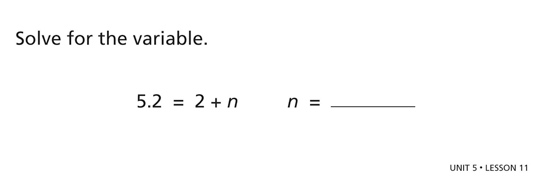 Solve for the variable.
5.2 = 2 + n n = ________
UNIT 5 • LESSON 11